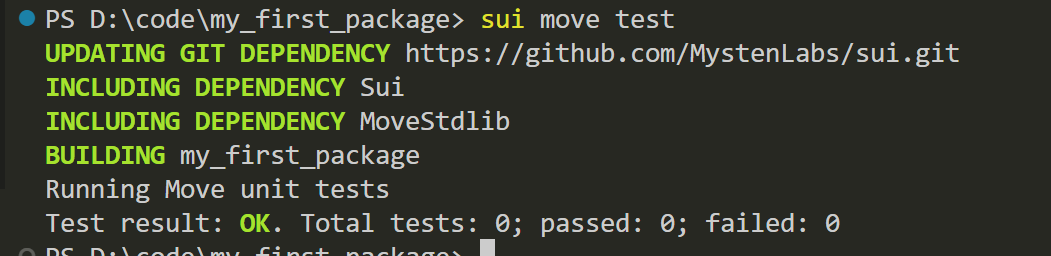 PS D:\code\my_first_package> sui move test
UPDATING GIT DEPENDENCY https://github.com/MystenLabs/sui.git
INCLUDING DEPENDENCY Sui
INCLUDING DEPENDENCY MoveStdlib
BUILDING my_first_package
Running Move unit tests
Test result: OK. Total tests: 0; passed: 0; failed: 0
PS D:\code\my_first_package>